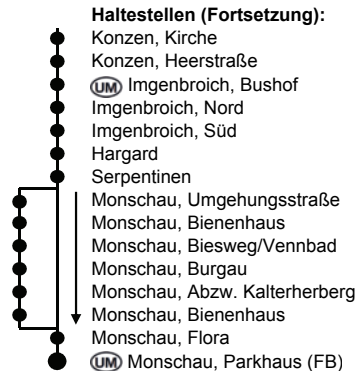 Haltestellen (Fortsetzung):
Konzen, Kirche
Konzen, Heerstraße
UM Imgenbroich, Bushof
Imgenbroich, Nord
Imgenbroich, Süd
Hargard
Serpentinen
Monschau, Umgehungsstraße
Monschau, Bienenhaus
Monschau, Biesweg/Vennbad
Monschau, Burgau
Monschau, Abzw. Kalterherberg
Monschau, Bienenhaus
Monschau, Flora
UM Monschau, Parkhaus (FB)